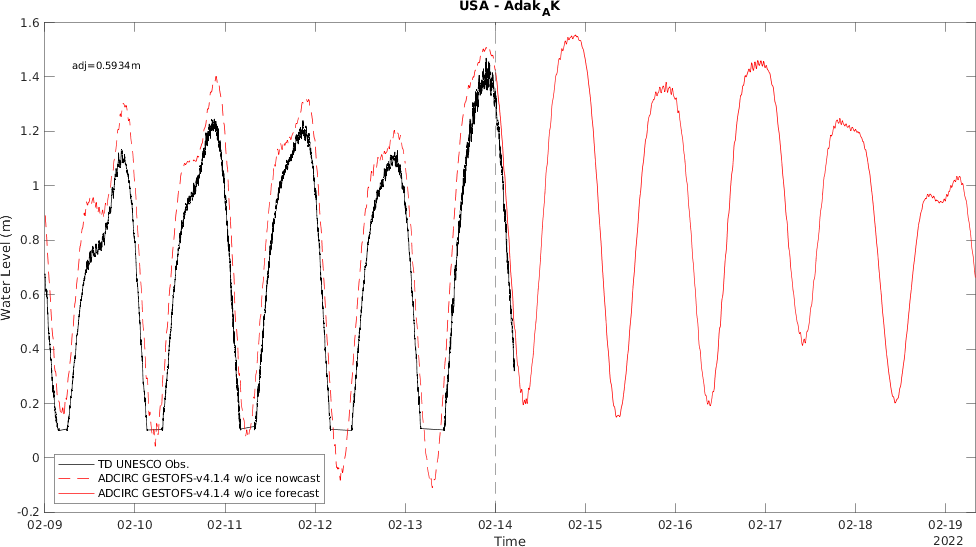 USA - Adak_AK
1.6
1.4
1.2
1
0.8
0.6
0.4
0.2
0
-0.2
Water Level (m)
adj=0.5934m
TD UNESCO Obs.
ADCIRC GESTOFS-v4.1.4 w/o ice nowcast
ADCIRC GESTOFS-v4.1.4 w/o ice forecast
02-09 02-10 02-11 02-12 02-13 02-14 02-15 02-16 02-17 02-18 02-19
Time 2022